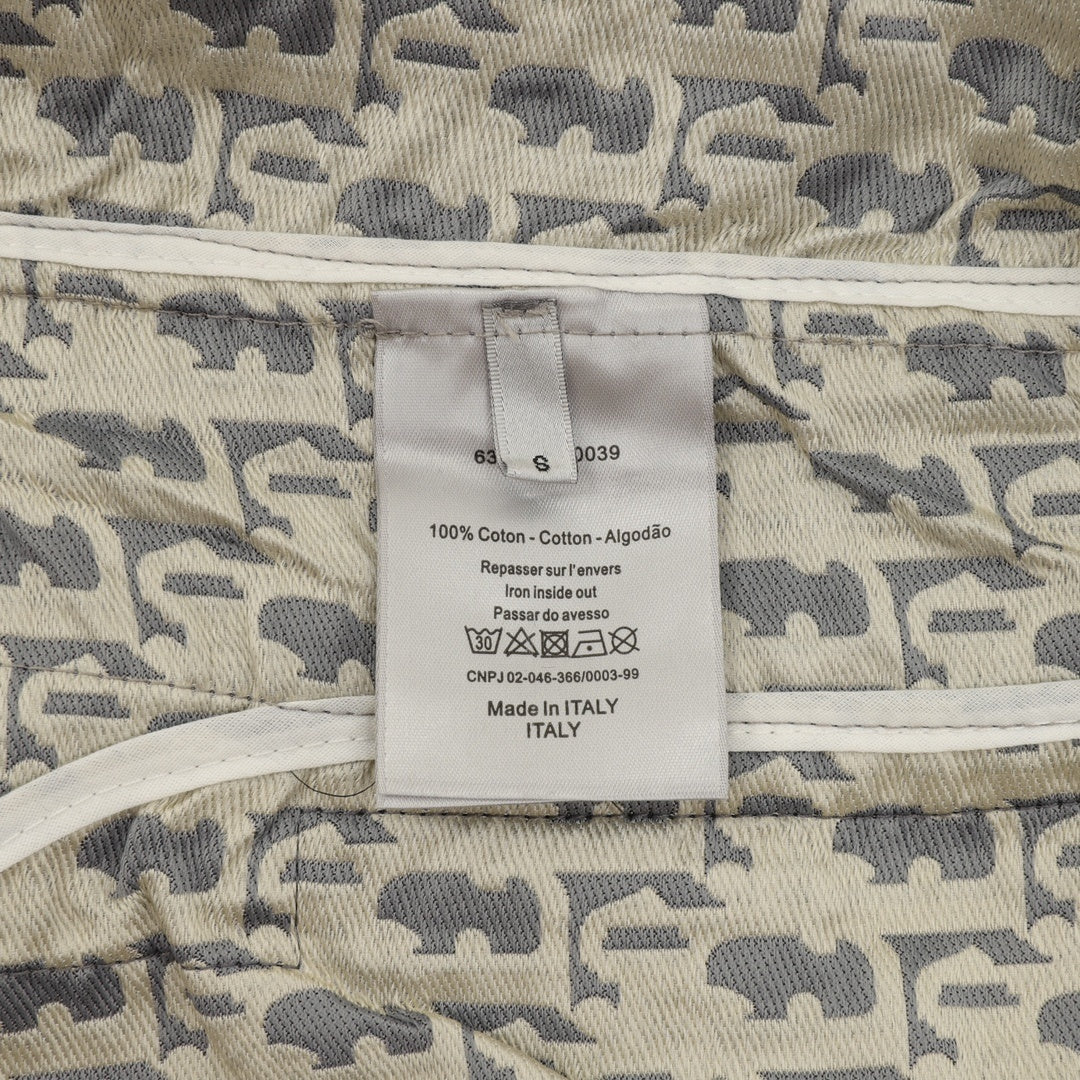 S
63 0039
100% Coton - Cotton - Algodão
Repasser sur l'envers
Iron inside out
Passar do avesso
30
CNPJ 02-046-366/0003-99
Made In ITALY
ITALY